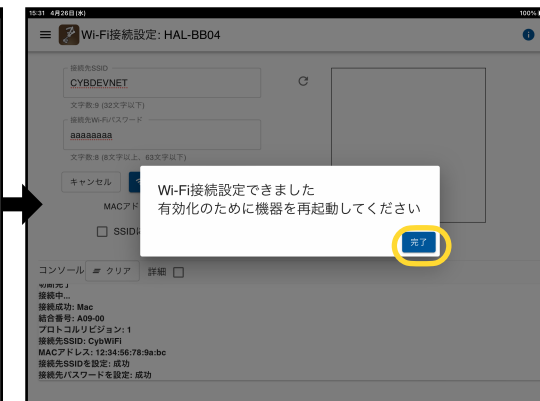 15:31 4月26日(水)
100%
Wi-Fi接続設定: HAL-BB04
接続先SSID
CYBDEVNET
文字数:9 (32文字以下)
接続先Wi-Fiパスワード
aaaaaaaa
文字数:8 (8文字以上、63文字以下)
キャンセル
Wi-Fi接続設定できました
有効化のために機器を再起動してください
完了
MACアド
SSID
コンソール クリア 詳細
切断完了
接続中...
接続成功: Mac
結合番号: A09-00
プロトコルリビジョン: 1
接続先SSID: CybWiFi
MACアドレス: 12:34:56:78:9a:bc
接続先SSIDを設定: 成功
接続先パスワードを設定: 成功